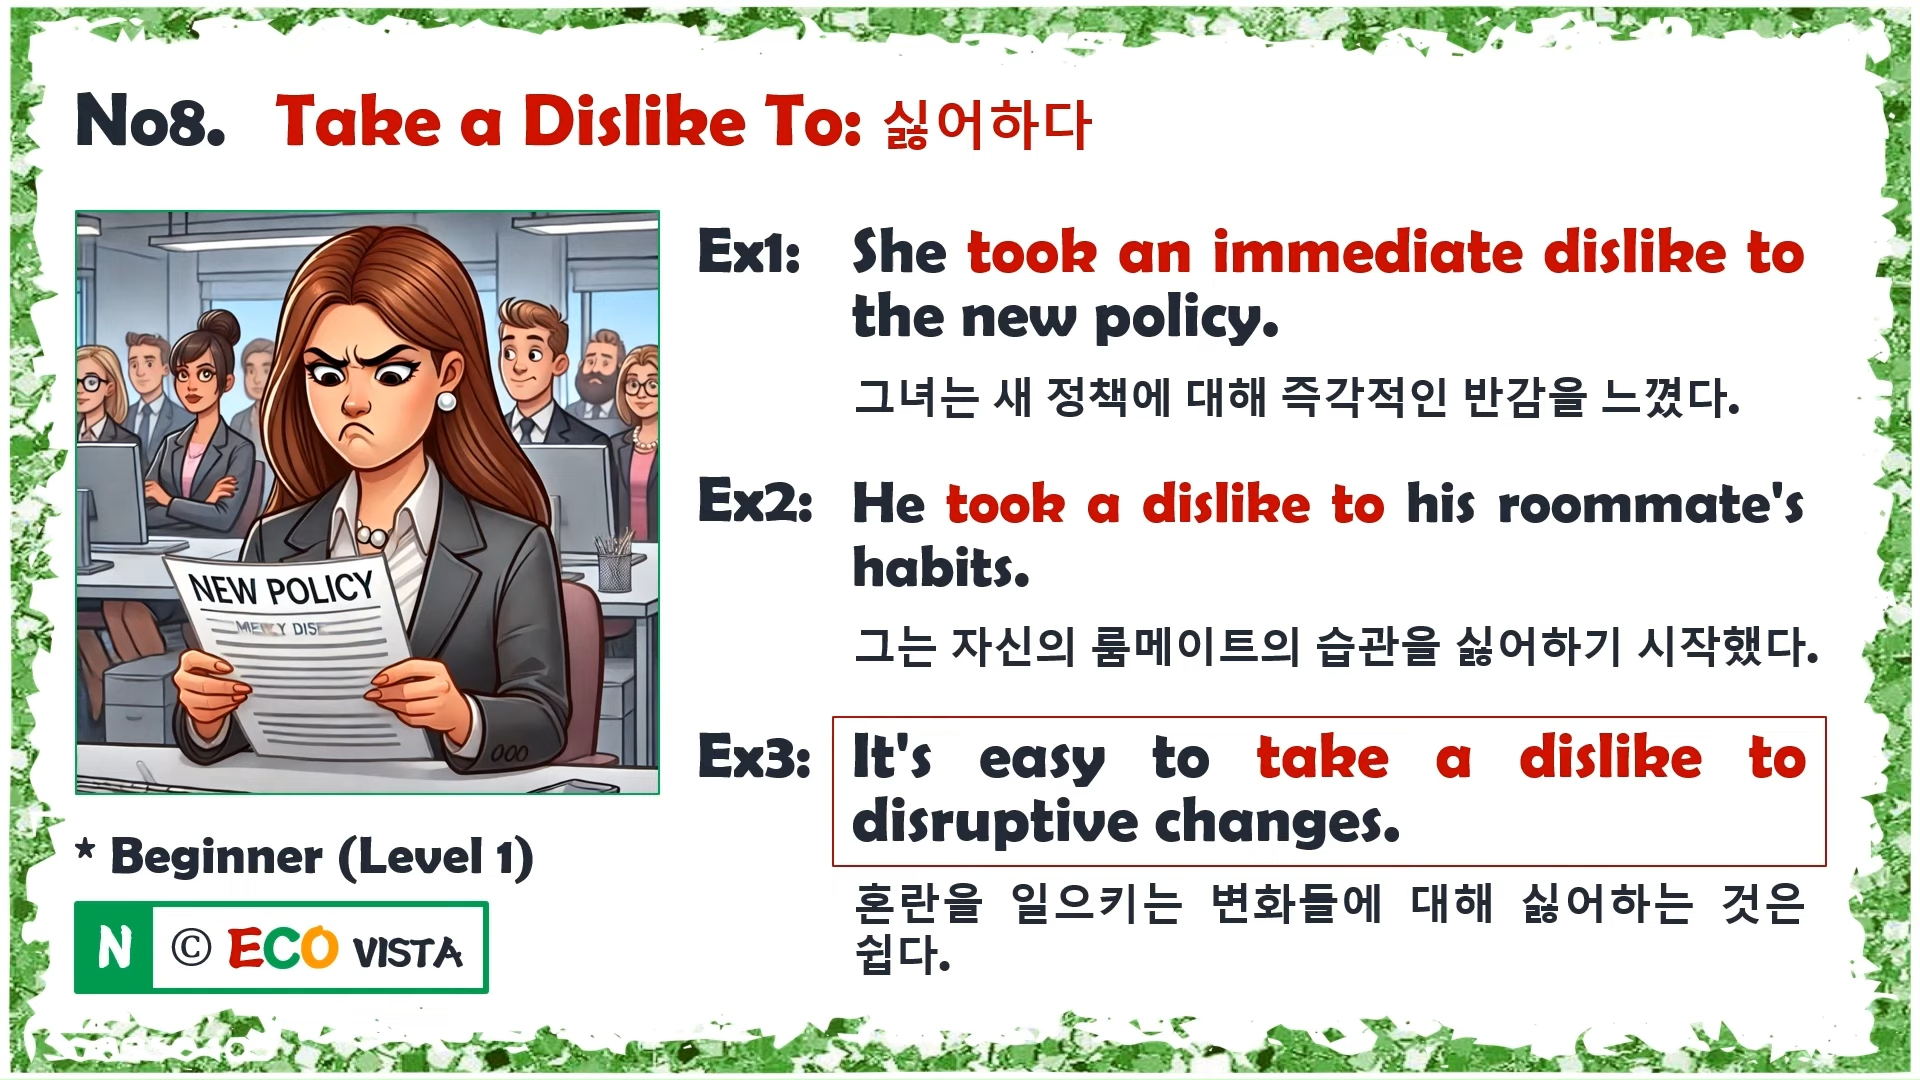 No8. Take a Dislike To: 싫어하다
Ex1: She took an immediate dislike to
the new policy.
그녀는 새 정책에 대해 즉각적인 반감을 느꼈다.
Ex2: He took a dislike to his roommate's
habits.
그는 자신의 룸메이트의 습관을 싫어하기 시작했다.
Ex3: It's easy to take a dislike to
disruptive changes.
혼란을 일으키는 변화들에 대해 싫어하는 것은
쉽다.
NEW POLICY
* Beginner (Level 1)
N © ECO VISTA